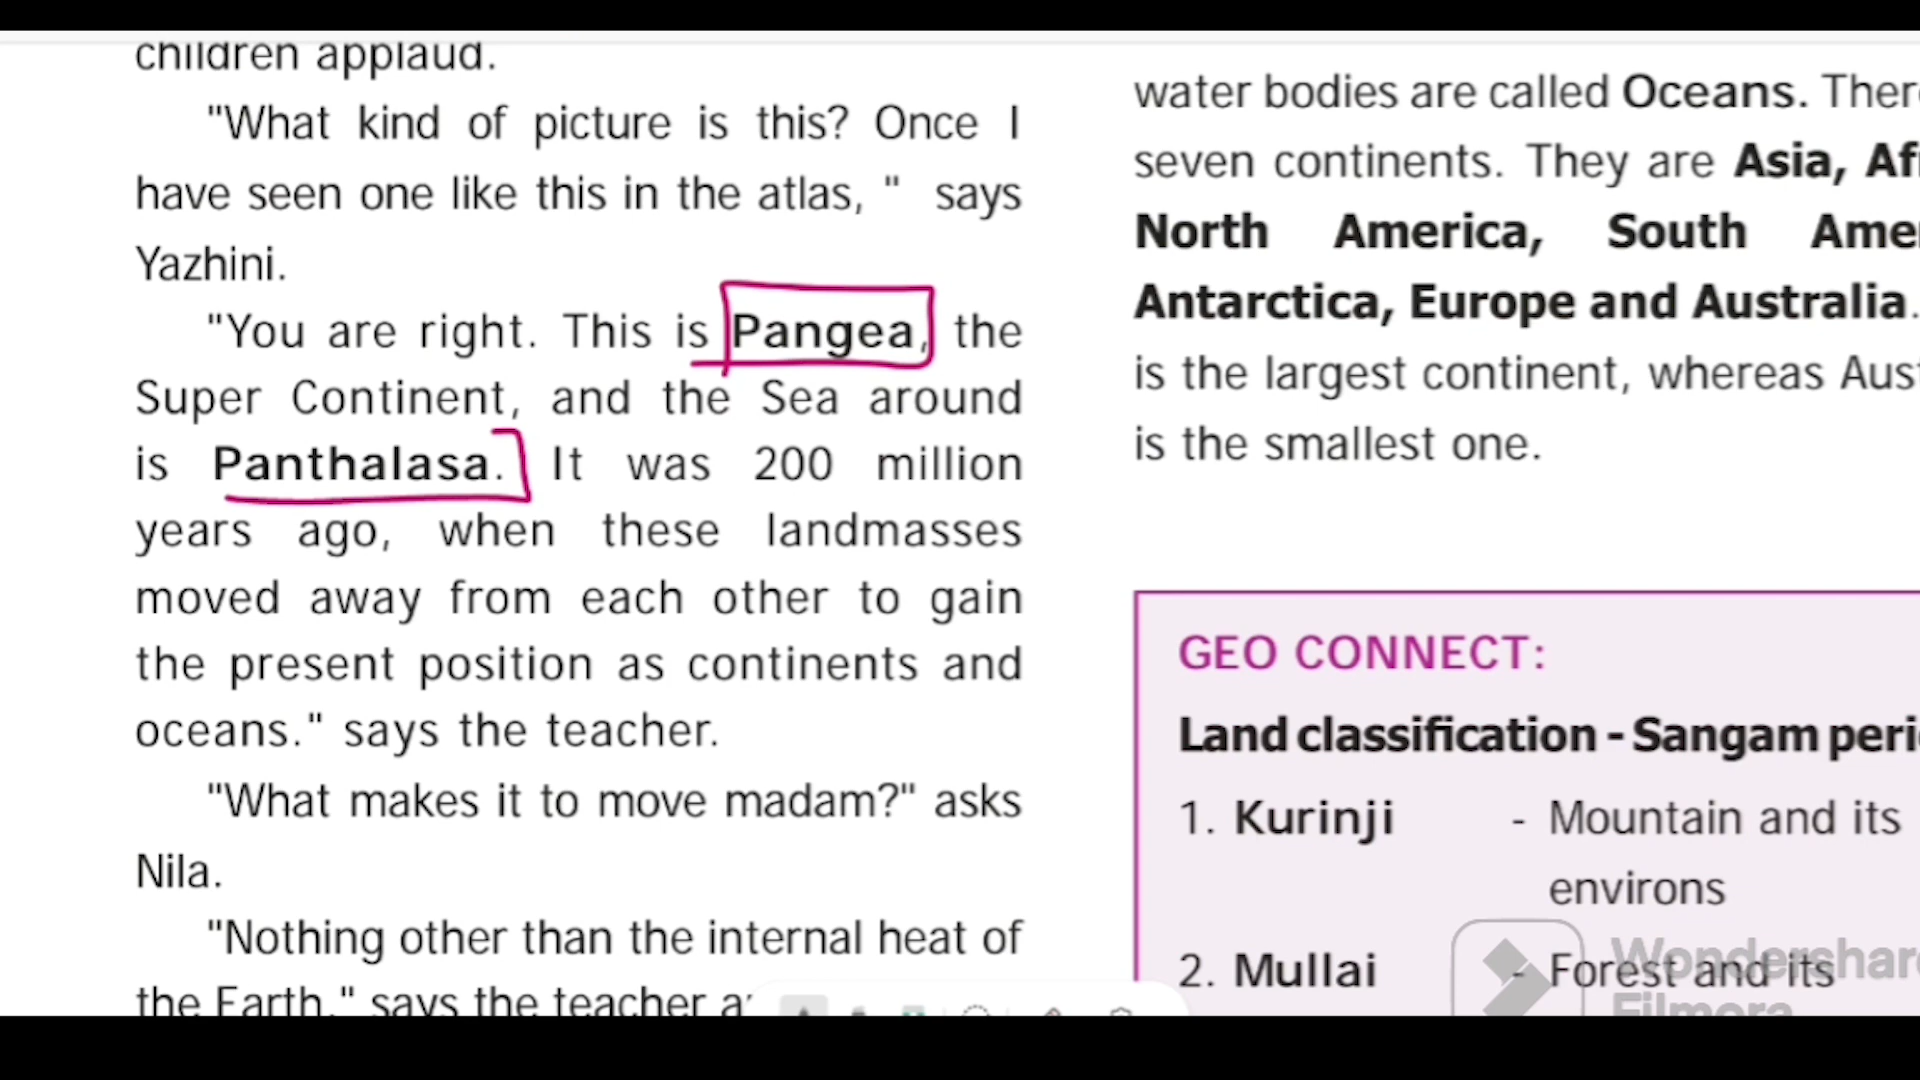 children applaud.
"What kind of picture is this? Once I
have seen one like this in the atlas, " says
Yazhini.
"You are right. This is Pangea, the
Super Continent, and the Sea around
is Panthalasa. It was 200 million
years ago, when these landmasses
moved away from each other to gain
the present position as continents and
oceans." says the teacher.
"What makes it to move madam?" asks
Nila.
"Nothing other than the internal heat of
the Earth," says the teacher
water bodies are called Oceans.
seven continents. They are Asia,
North America, South
Antarctica, Europe and Australia.
is the largest continent, whereas
is the smallest one.
GEO CONNECT:
Land classification - Sangam
1. Kurinji - Mountain and its
environs
2. Mullai - Forest and its
Wondershare
Filmora